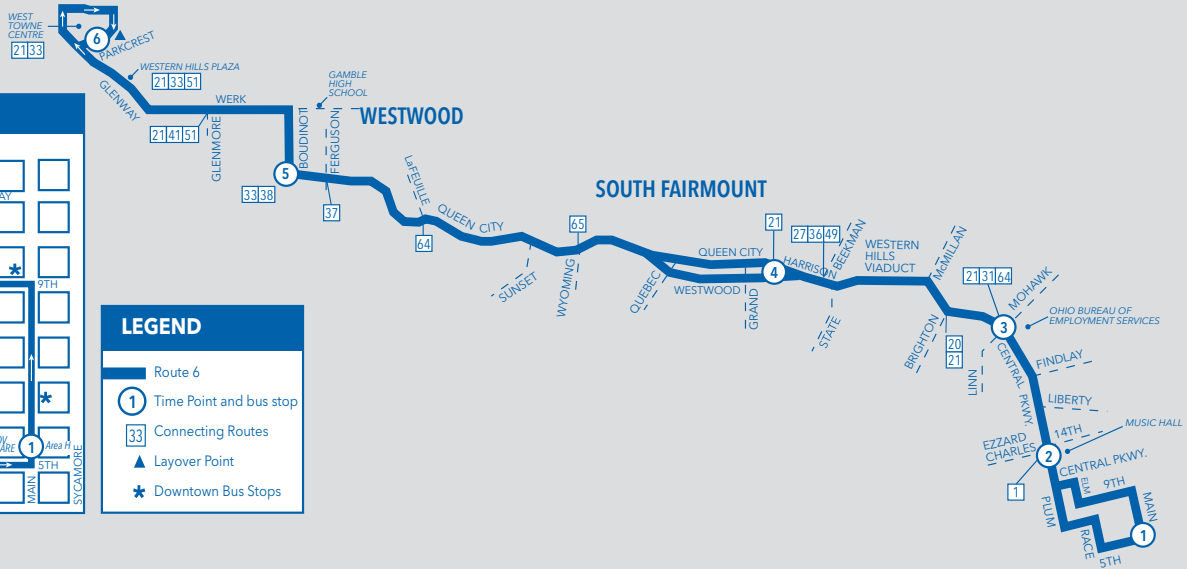 WEST
TOWNE
CENTRE
21 33
6
PARKCREST
WESTERN HILLS PLAZA
21 33 51
GLENWAY
WERK
GAMBLE
HIGH
SCHOOL
WESTWOOD
21 41 51
GLENMORE
BOUDINOT
FERGUSON
5
33 38
37
LaFEUILLE
64
QUEEN CITY
SOUTH FAIRMOUNT
SUNSET
65
WYOMING
QUEBEC
QUEEN CITY
WESTWOOD
21
4
GRAND
HARRISON
27 36 49
BEEKMAN
STATE
WESTERN
HILLS
VIADUCT
McMILLAN
BRIGHTON
20
21
21 31 64
3
MOHAWK
OHIO BUREAU OF
EMPLOYMENT SERVICES
LINN
CENTRAL PKWY.
FINDLAY
LIBERTY
MUSIC HALL
14TH
EZZARD
CHARLES
2
1
CENTRAL PKWY.
ELM
9TH
MAIN
PLUM
RACE
5TH
1
AY
9TH
1
Area H
5TH
MAIN
SYCAMORE
LEGEND
Route 6
1 Time Point and bus stop
33 Connecting Routes
Layover Point
* Downtown Bus Stops